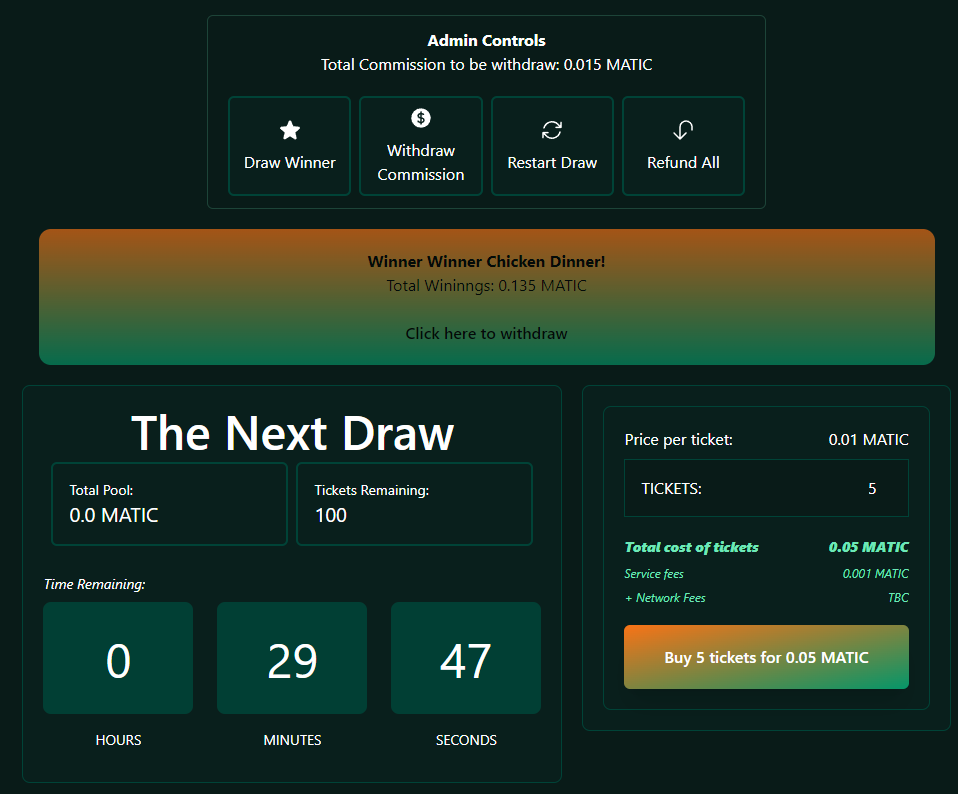 Admin Controls
Total Commission to be withdraw: 0.015 MATIC
Draw Winner
Withdraw
Commission
Restart Draw
Refund All
Winner Winner Chicken Dinner!
Total Wininngs: 0.135 MATIC
Click here to withdraw
The Next Draw
Total Pool:
0.0 MATIC
Tickets Remaining:
100
Time Remaining:
0
29
47
HOURS
MINUTES
SECONDS
Price per ticket: 0.01 MATIC
TICKETS: 5
Total cost of tickets 0.05 MATIC
Service fees 0.001 MATIC
+ Network Fees TBC
Buy 5 tickets for 0.05 MATIC